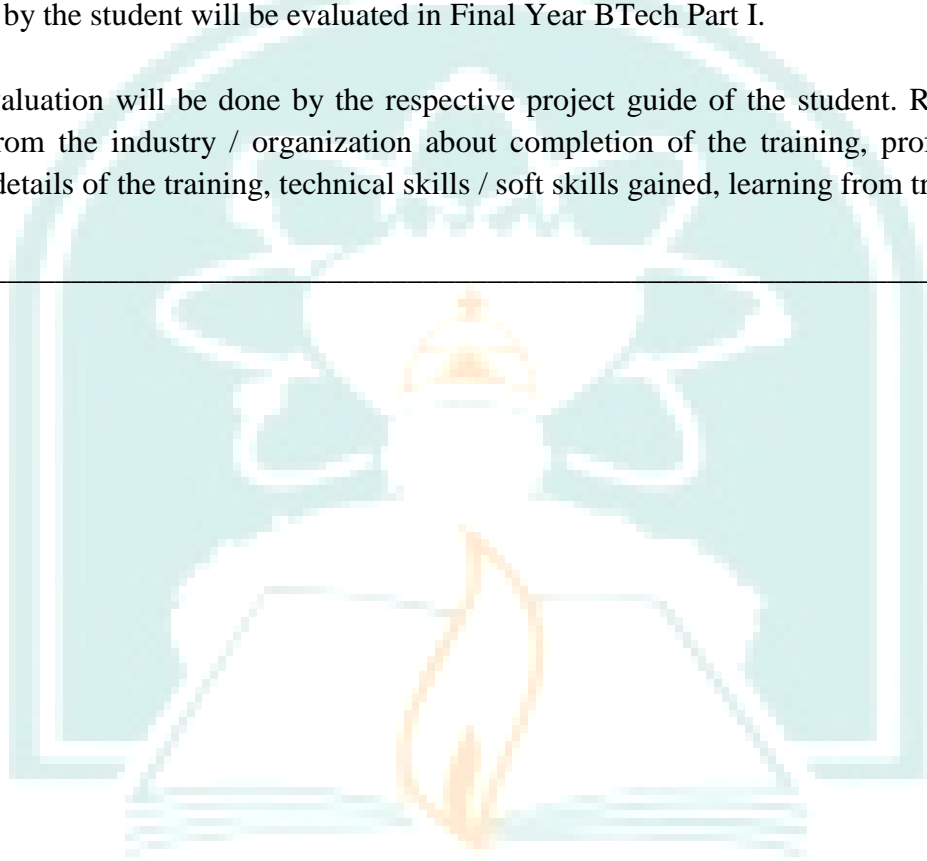 by the student will be evaluated in Final Year BTech Part I.
valuation will be done by the respective project guide of the student. R
rom the industry / organization about completion of the training, prof
details of the training, technical skills / soft skills gained, learning from tr